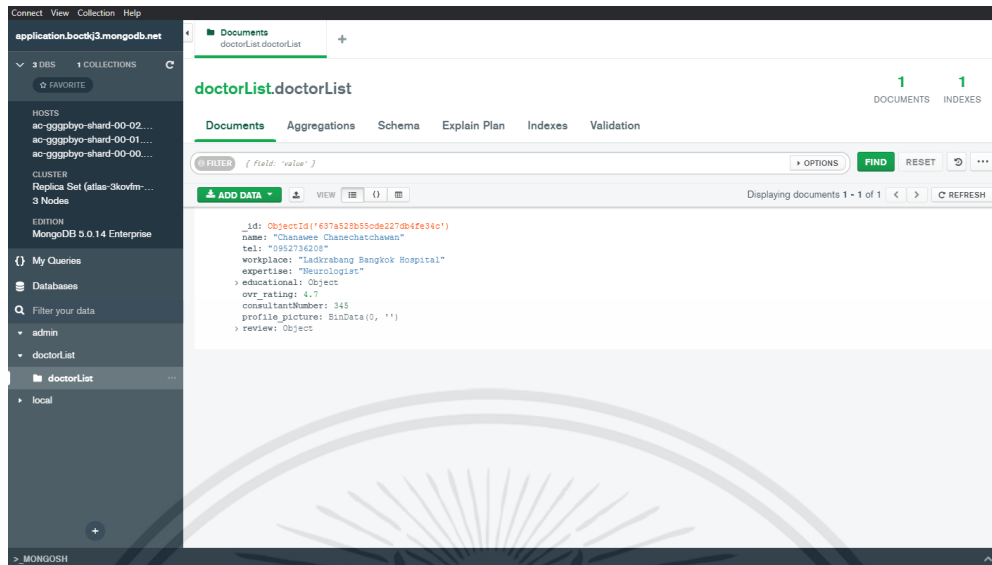 Connect View Collection Help
application.boctkj3.mongodb.net
Documents
doctorList.doctorList
3 DBS 1 COLLECTIONS
FAVORITE
HOSTS
ac-gggpbyo-shard-00-02....
ac-gggpbyo-shard-00-01....
ac-gggpbyo-shard-00-00....
CLUSTER
Replica Set (atlas-3kovfm-...
3 Nodes
EDITION
MongoDB 5.0.14 Enterprise
{} My Queries
Databases
Filter your data
admin
doctorList
doctorList ...
local
+
>_MONGOSH
doctorList.doctorList
1 DOCUMENTS 1 INDEXES
Documents Aggregations Schema Explain Plan Indexes Validation
FILTER { field: 'value' } OPTIONS FIND RESET ...
ADD DATA VIEW {} Displaying documents 1 - 1 of 1 < > REFRESH
_id: ObjectId('637a528b55cde227db4fe34c')
name: "Chanawee Chanechatchawan"
tel: "0952736208"
workplace: "Ladkrabang Bangkok Hospital"
expertise: "Neurologist"
> educational: Object
ovr_rating: 4.7
consultantNumber: 345
profile_picture: BinData(0, '')
> review: Object